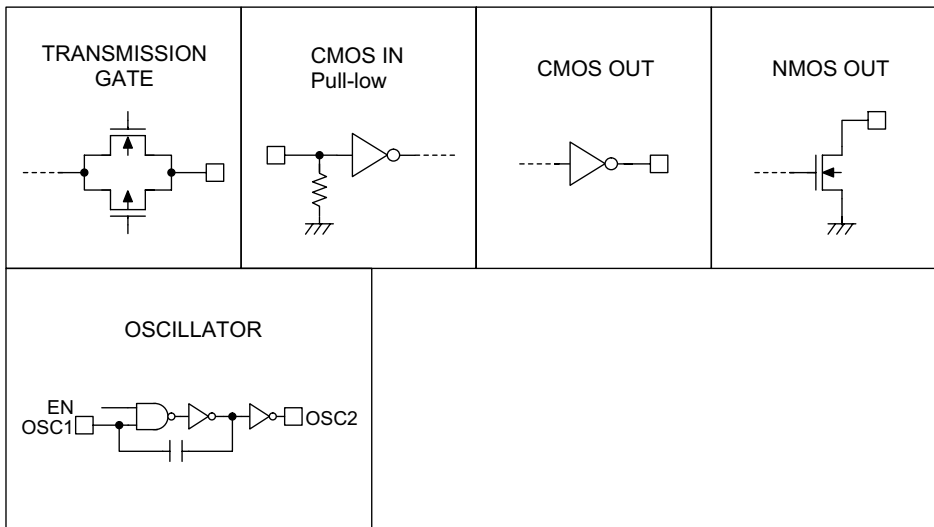 TRANSMISSION
GATE
CMOS IN
Pull-low
CMOS OUT
NMOS OUT
OSCILLATOR
EN
OSC1
OSC2